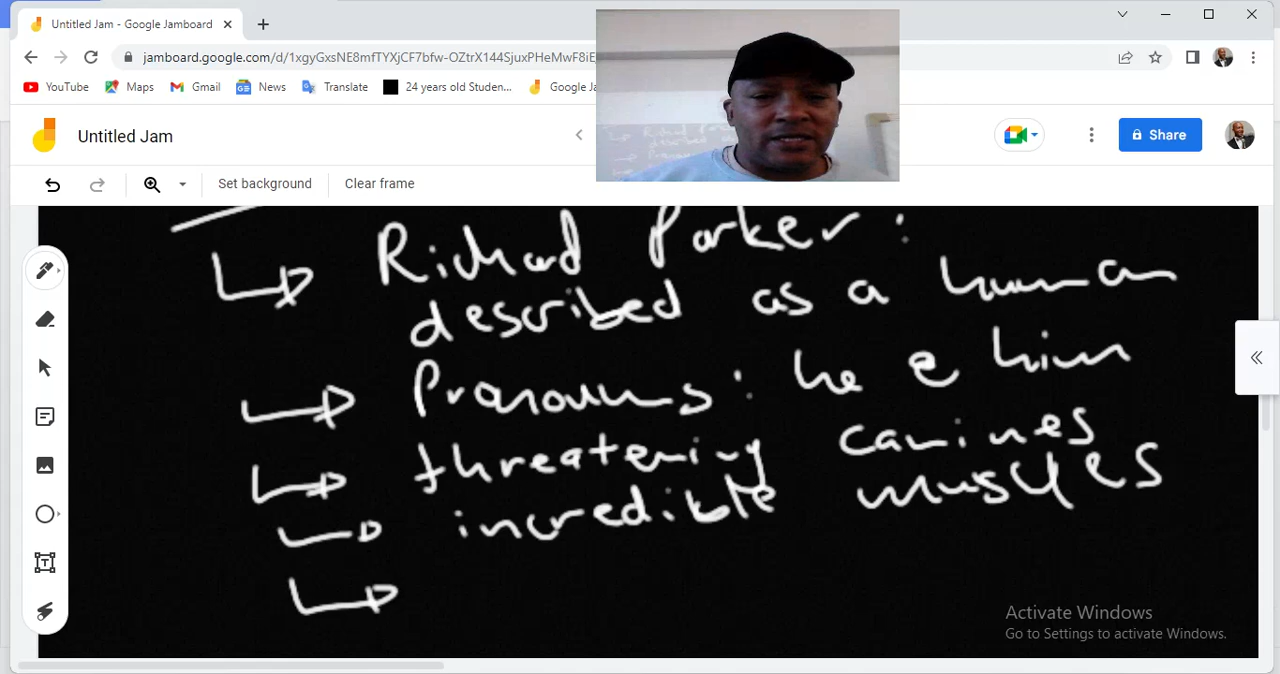 Untitled Jam - Google Jamboard
jamboard.google.com/d/1xgyGxsNE8mfTYXjCF7bfw-OZtrX144SjuxPHeMwF8iE
YouTube Maps Gmail News Translate 24 years old Studen... Google Ja
Untitled Jam
Share
Set background Clear frame
Richard Parker:
described as a human
Pronouns: he & him
threatening canines
incredible muscles
Activate Windows
Go to Settings to activate Windows.